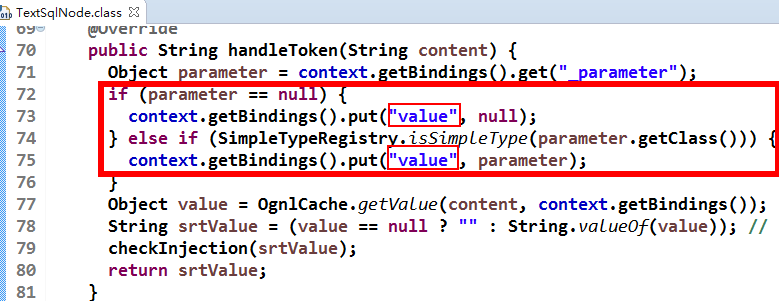 TextSqlNode.class
69 @Override
70 public String handleToken(String content) {
71 Object parameter = context.getBindings().get("_parameter");
72 if (parameter == null) {
73 context.getBindings().put("value", null);
74 } else if (SimpleTypeRegistry.isSimpleType(parameter.getClass())) {
75 context.getBindings().put("value", parameter);
76 }
77 Object value = OgnlCache.getValue(content, context.getBindings());
78 String srtValue = (value == null ? "" : String.valueOf(value)); //
79 checkInjection(srtValue);
80 return srtValue;
81 }